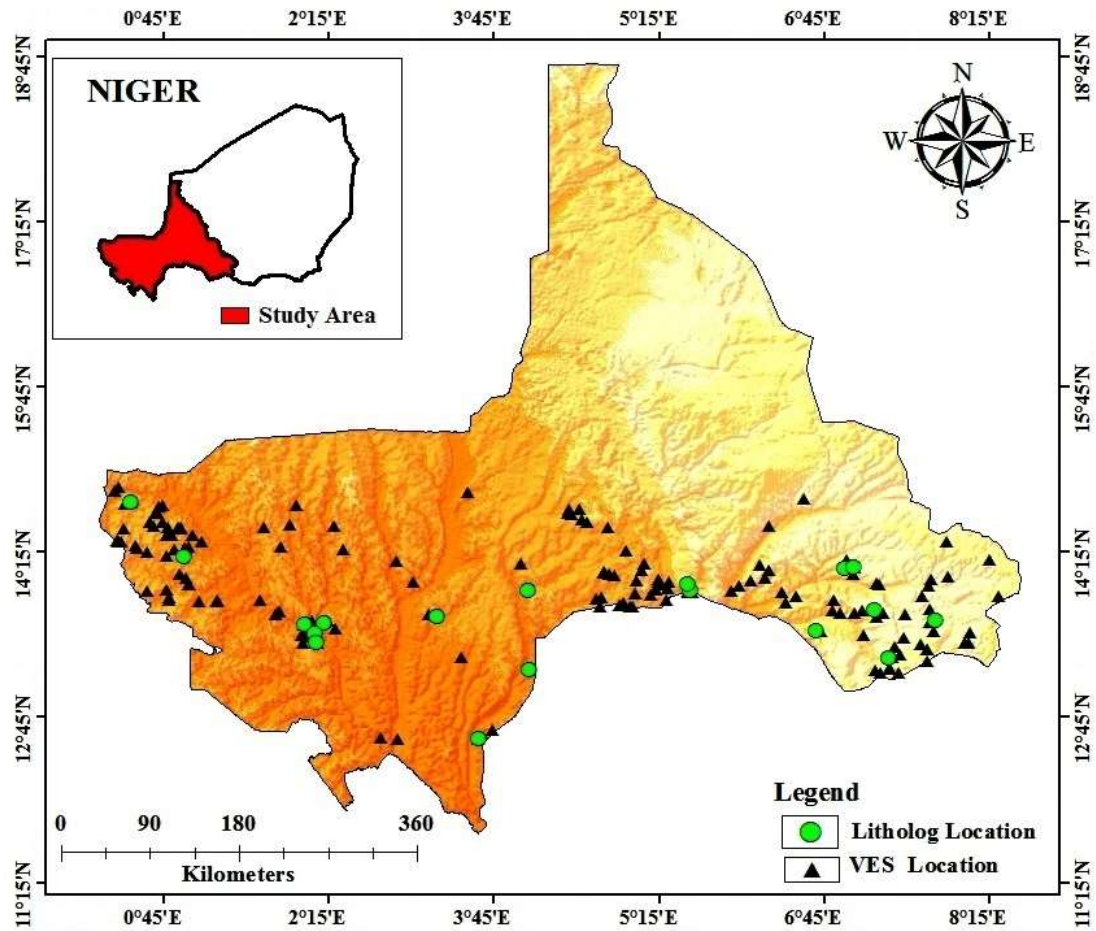 0°45'E 2°15'E 3°45'E 5°15'E 6°45'E 8°15'E
18°45'N 18°45'N
NIGER
N
W E
S
17°15'N 17°15'N
Study Area
15°45'N 15°45'N
14°15'N 14°15'N
12°45'N 12°45'N
Legend
0 90 180 360
Litholog Location
Kilometers
VES Location
11°15'N 11°15'N
0°45'E 2°15'E 3°45'E 5°15'E 6°45'E 8°15'E